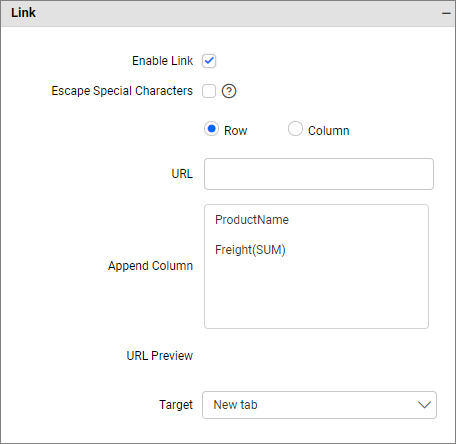 Link
Enable Link
Escape Special Characters ?
Row Column
URL
ProductName
Freight(SUM)
Append Column
URL Preview
Target New tab